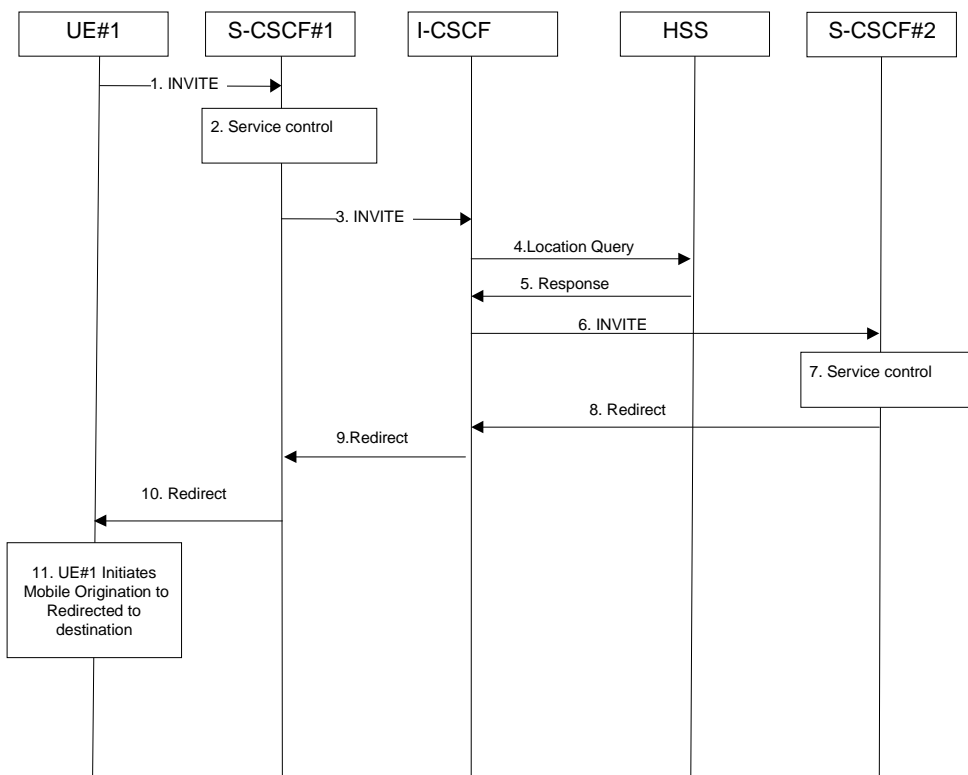 UE#1
S-CSCF#1
I-CSCF
HSS
S-CSCF#2
1. INVITE
2. Service control
3. INVITE
4.Location Query
5. Response
6. INVITE
7. Service control
8. Redirect
9.Redirect
10. Redirect
11. UE#1 Initiates
Mobile Origination to
Redirected to
destination